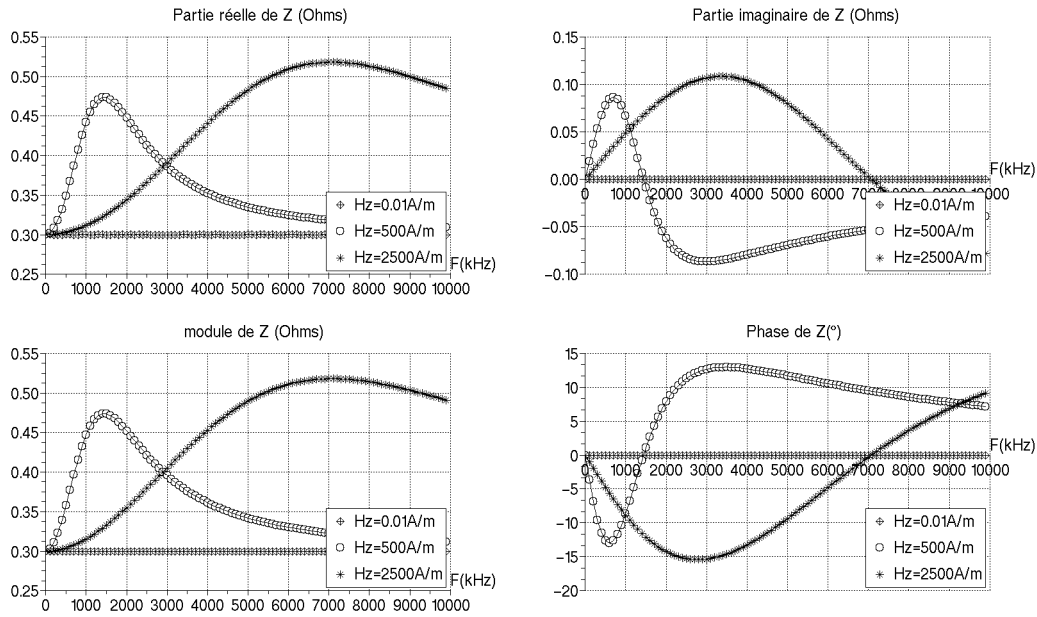 Partie réelle de Z (Ohms)
0.55
0.50
0.45
0.40
0.35
0.30
0.25
0 1000 2000 3000 4000 5000 6000 7000 8000 9000 10000
F(kHz)
Hz=0.01A/m
Hz=500A/m
Hz=2500A/m
Partie imaginaire de Z (Ohms)
0.15
0.10
0.05
0.00
−0.05
−0.10
0 1000 2000 3000 4000 5000 6000 7000 8000 9000 10000
F(kHz)
Hz=0.01A/m
Hz=500A/m
Hz=2500A/m
module de Z (Ohms)
0.55
0.50
0.45
0.40
0.35
0.30
0.25
0 1000 2000 3000 4000 5000 6000 7000 8000 9000 10000
F(kHz)
Hz=0.01A/m
Hz=500A/m
Hz=2500A/m
Phase de Z(°)
15
10
5
0
−5
−10
−15
−20
0 1000 2000 3000 4000 5000 6000 7000 8000 9000 10000
F(kHz)
Hz=0.01A/m
Hz=500A/m
Hz=2500A/m